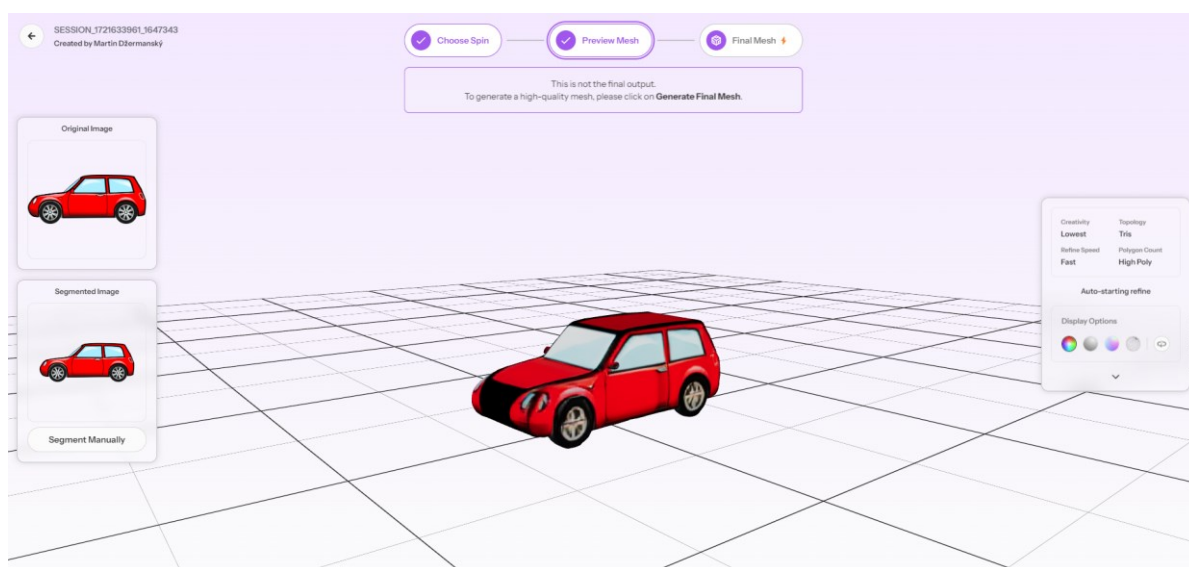 SESSION_1721633961_1647343
Created by Martin Džermanský
Choose Spin
Preview Mesh
Final Mesh
This is not the final output.
To generate a high-quality mesh, please click on Generate Final Mesh.
Original Image
Segmented Image
Segment Manually
Creativity Topology
Lowest Tris
Refine Speed Polygon Count
Fast High Poly
Auto-starting refine
Display Options